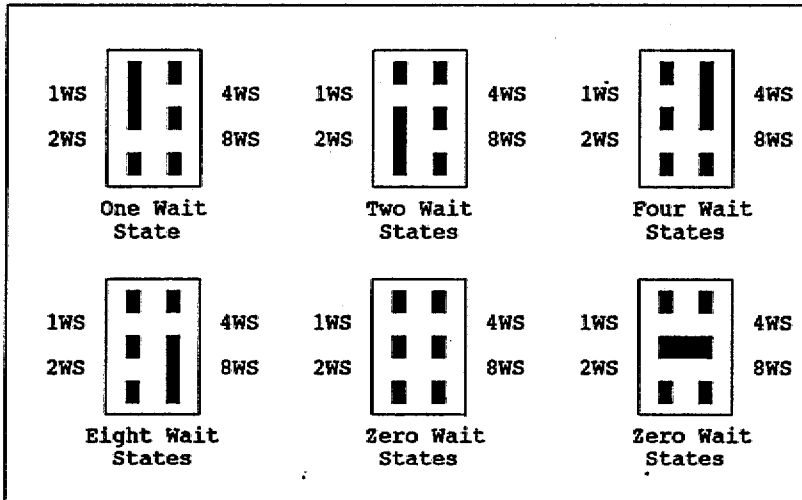 1WS 4WS 1WS 4WS 1WS 4WS
2WS 8WS 2WS 8WS 2WS 8WS
One Wait State
Two Wait States
Four Wait States
1WS 4WS 1WS 4WS 1WS 4WS
2WS 8WS 2WS 8WS 2WS 8WS
Eight Wait States
Zero Wait States
Zero Wait States